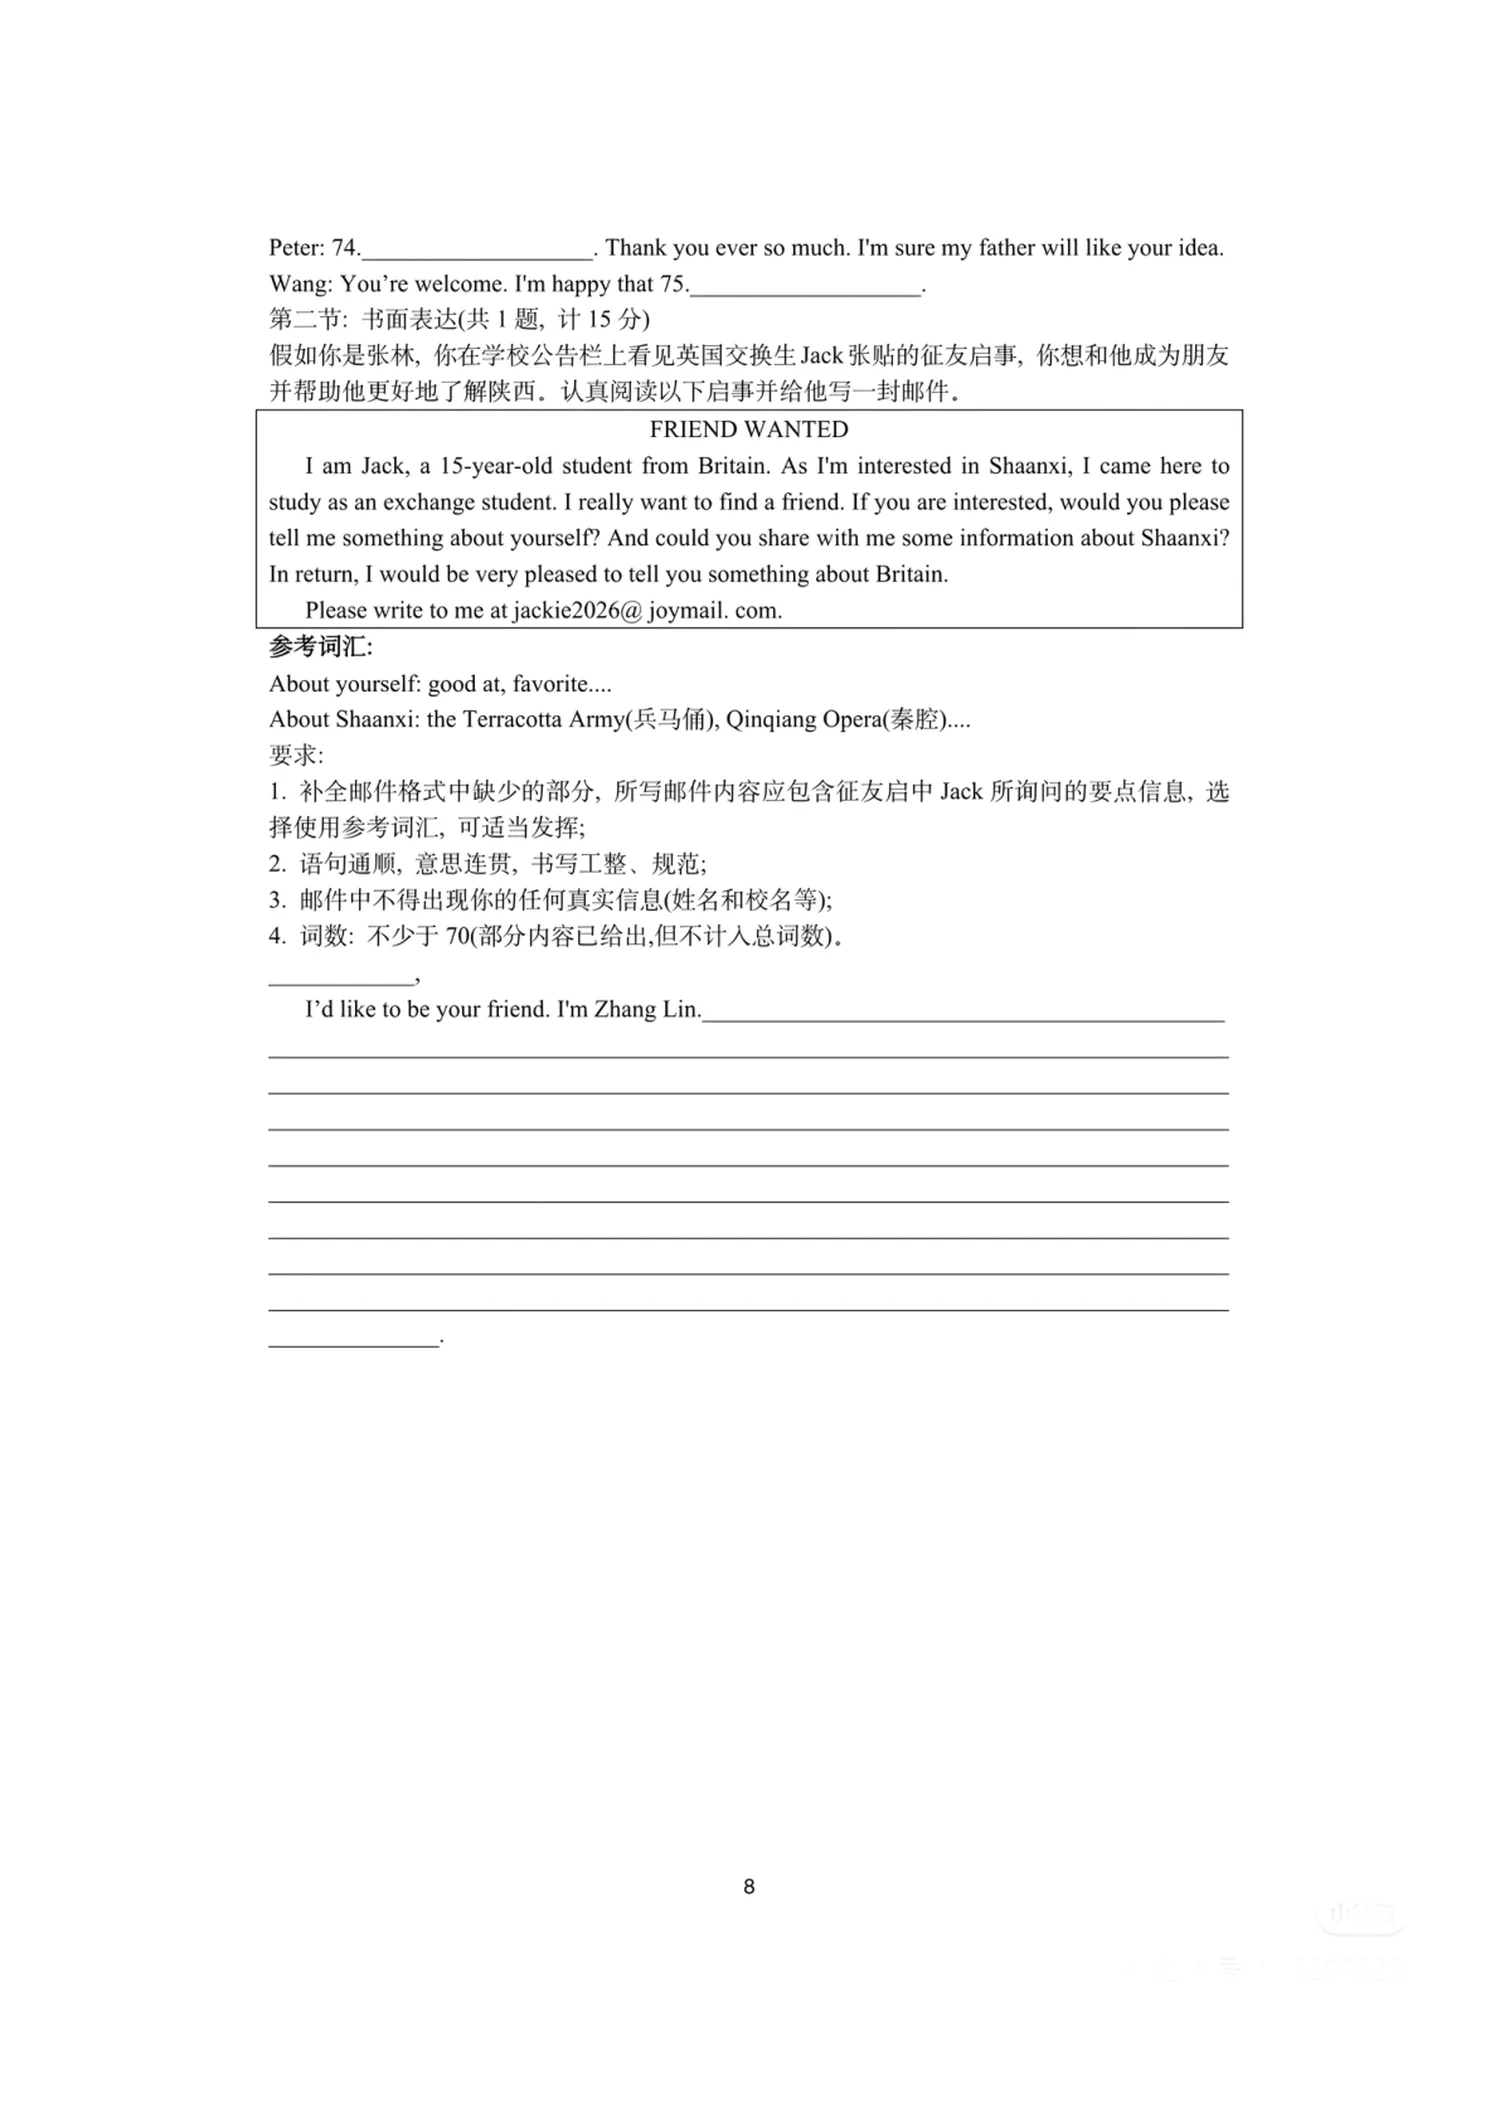 Peter: 74.___________________. Thank you ever so much. I'm sure my father will like your idea.
Wang: You’re welcome. I'm happy that 75.___________________.
第二节: 书面表达(共 1 题, 计 15 分)
假如你是张林, 你在学校公告栏上看见英国交换生Jack张贴的征友启事, 你想和他成为朋友
并帮助他更好地了解陕西。认真阅读以下启事并给他写一封邮件。
FRIEND WANTED
I am Jack, a 15-year-old student from Britain. As I'm interested in Shaanxi, I came here to
study as an exchange student. I really want to find a friend. If you are interested, would you please
tell me something about yourself? And could you share with me some information about Shaanxi?
In return, I would be very pleased to tell you something about Britain.
Please write to me at jackie2026@ joymail. com.
参考词汇:
About yourself: good at, favorite....
About Shaanxi: the Terracotta Army(兵马俑), Qinqiang Opera(秦腔)....
要求:
1. 补全邮件格式中缺少的部分, 所写邮件内容应包含征友启中 Jack 所询问的要点信息, 选
择使用参考词汇, 可适当发挥;
2. 语句通顺, 意思连贯, 书写工整、规范;
3. 邮件中不得出现你的任何真实信息(姓名和校名等);
4. 词数: 不少于 70(部分内容已给出,但不计入总词数)。
____________,
I’d like to be your friend. I'm Zhang Lin.___________________________________________
______________.
8